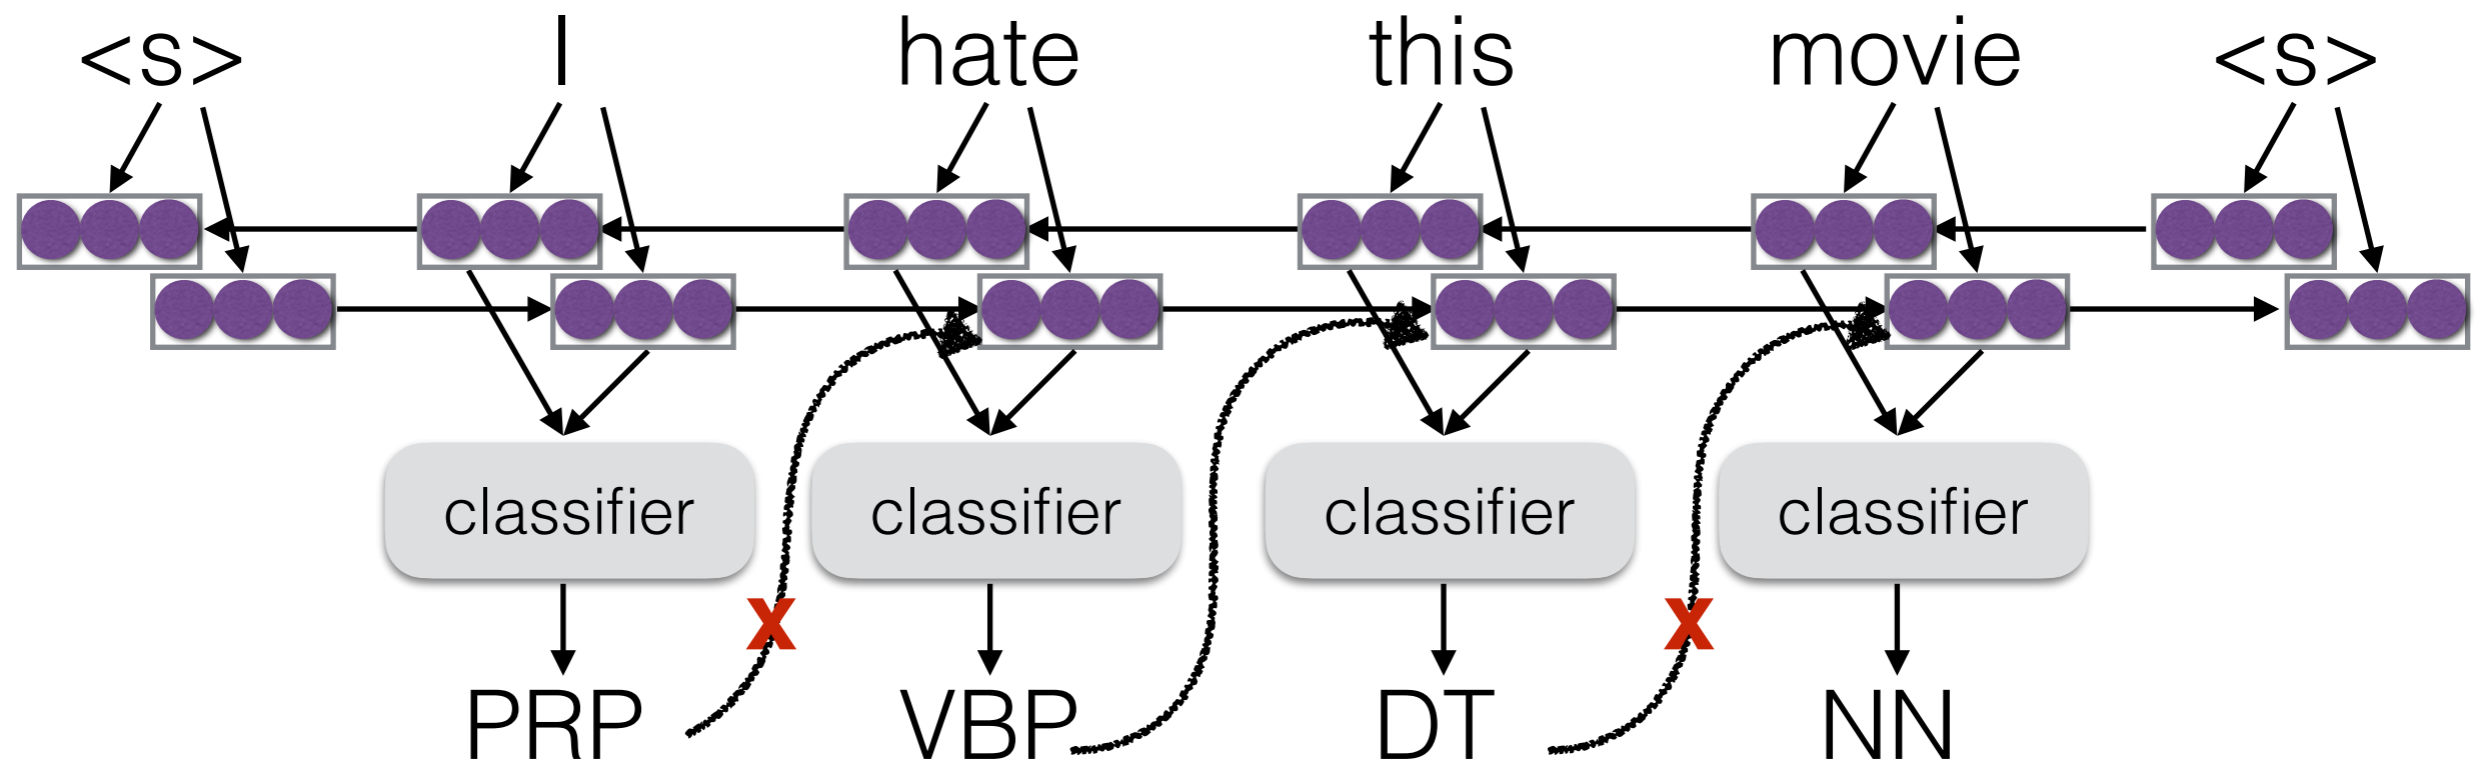 <s> I hate this movie <s>
classifier classifier classifier classifier
x x
PRP VBP DT NN